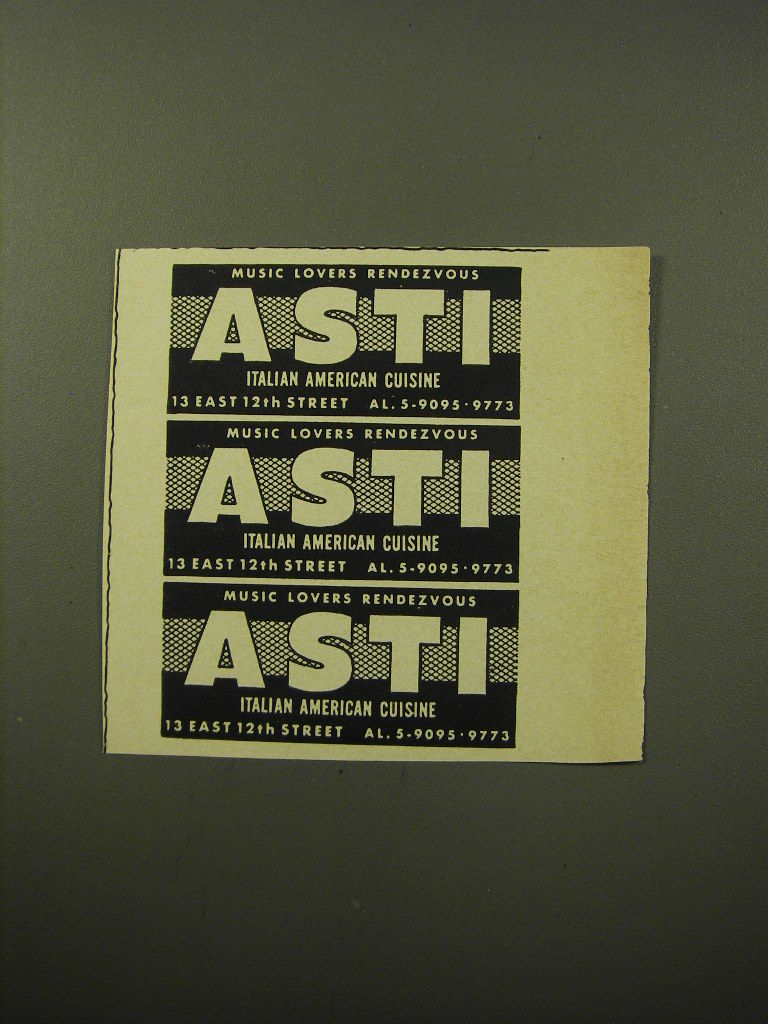 MUSIC LOVERS RENDEZVOUS
ASTI
ITALIAN AMERICAN CUISINE
13 EAST 12th STREET AL. 5-9095·9773
MUSIC LOVERS RENDEZVOUS
ASTI
ITALIAN AMERICAN CUISINE
13 EAST 12th STREET AL. 5-9095·9773
MUSIC LOVERS RENDEZVOUS
ASTI
ITALIAN AMERICAN CUISINE
13 EAST 12th STREET AL. 5-9095·9773